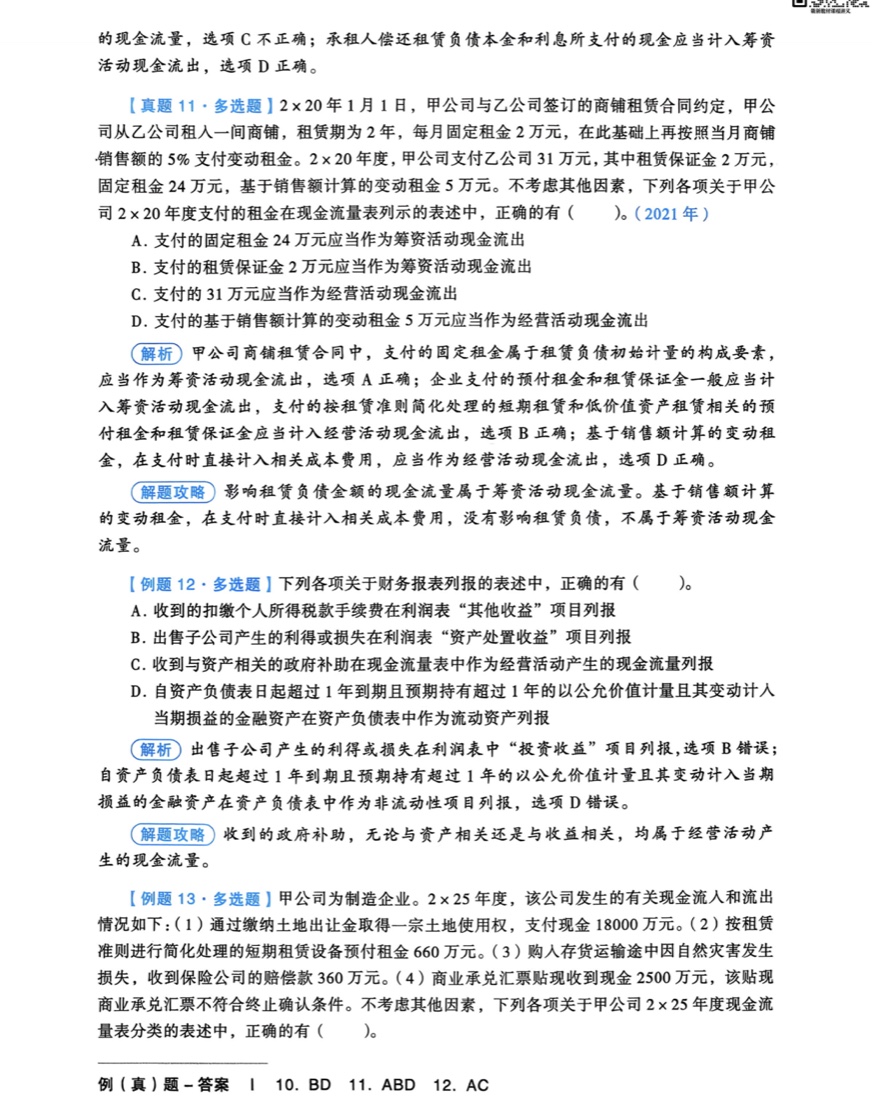 的现金流量，选项 C 不正确；承租人偿还租赁负债本金和利息所支付的现金应当计入筹资
活动现金流出，选项 D 正确。
【真题 11·多选题】2×20 年 1 月 1 日，甲公司与乙公司签订的商铺租赁合同约定，甲公
司从乙公司租入一间商铺，租赁期为 2 年，每月固定租金 2 万元，在此基础上再按照当月商铺
销售额的 5% 支付变动租金。2×20 年度，甲公司支付乙公司 31 万元，其中租赁保证金 2 万元，
固定租金 24 万元，基于销售额计算的变动租金 5 万元。不考虑其他因素，下列各项关于甲公
司 2×20 年度支付的租金在现金流量表列示的表述中，正确的有（　　）。（2021 年）
A. 支付的固定租金 24 万元应当作为筹资活动现金流出
B. 支付的租赁保证金 2 万元应当作为筹资活动现金流出
C. 支付的 31 万元应当作为经营活动现金流出
D. 支付的基于销售额计算的变动租金 5 万元应当作为经营活动现金流出
解析 甲公司商铺租赁合同中，支付的固定租金属于租赁负债初始计量的构成要素，
应当作为筹资活动现金流出，选项 A 正确；企业支付的预付租金和租赁保证金一般应当计
入筹资活动现金流出，支付的按租赁准则简化处理的短期租赁和低价值资产租赁相关的预
付租金和租赁保证金应当计入经营活动现金流出，选项 B 正确；基于销售额计算的变动租
金，在支付时直接计入相关成本费用，应当作为经营活动现金流出，选项 D 正确。
解题攻略 影响租赁负债金额的现金流量属于筹资活动现金流量。基于销售额计算
的变动租金，在支付时直接计入相关成本费用，没有影响租赁负债，不属于筹资活动现金
流量。
【例题 12·多选题】下列各项关于财务报表列报的表述中，正确的有（　　）。
A. 收到的扣缴个人所得税款手续费在利润表“其他收益”项目列报
B. 出售子公司产生的利得或损失在利润表“资产处置收益”项目列报
C. 收到与资产相关的政府补助在现金流量表中作为经营活动产生的现金流量列报
D. 自资产负债表日起超过 1 年到期且预期持有超过 1 年的以公允价值计量且其变动计入
当期损益的金融资产在资产负债表中作为流动资产列报
解析 出售子公司产生的利得或损失在利润表中“投资收益”项目列报，选项 B 错误；
自资产负债表日起超过 1 年到期且预期持有超过 1 年的以公允价值计量且其变动计入当期
损益的金融资产在资产负债表中作为非流动性项目列报，选项 D 错误。
解题攻略 收到的政府补助，无论与资产相关还是与收益相关，均属于经营活动产
生的现金流量。
【例题 13·多选题】甲公司为制造企业。2×25 年度，该公司发生的有关现金流入和流出
情况如下：（1）通过缴纳土地出让金取得一宗土地使用权，支付现金 18000 万元。（2）按租赁
准则进行简化处理的短期租赁设备预付租金 660 万元。（3）购入存货运输途中因自然灾害发生
损失，收到保险公司的赔偿款 360 万元。（4）商业承兑汇票贴现收到现金 2500 万元，该贴现
商业承兑汇票不符合终止确认条件。不考虑其他因素，下列各项关于甲公司 2×25 年度现金流
量表分类的表述中，正确的有（　　）。
例（真）题－答案 | 10. BD 11. ABD 12. AC